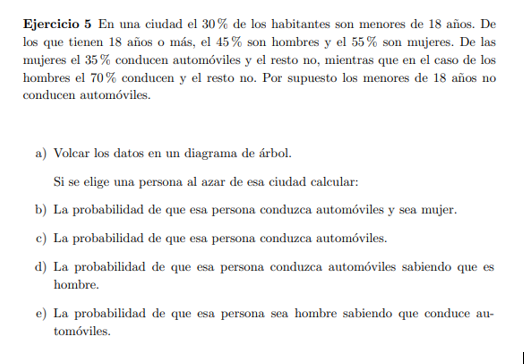 Ejercicio 5 En una ciudad el 30% de los habitantes son menores de 18 años. De
los que tienen 18 años o más, el 45% son hombres y el 55% son mujeres. De las
mujeres el 35% conducen automóviles y el resto no, mientras que en el caso de los
hombres el 70% conducen y el resto no. Por supuesto los menores de 18 años no
conducen automóviles.
a) Volcar los datos en un diagrama de árbol.
Si se elige una persona al azar de esa ciudad calcular:
b) La probabilidad de que esa persona conduzca automóviles y sea mujer.
c) La probabilidad de que esa persona conduzca automóviles.
d) La probabilidad de que esa persona conduzca automóviles sabiendo que es
hombre.
e) La probabilidad de que esa persona sea hombre sabiendo que conduce au-
tomóviles.